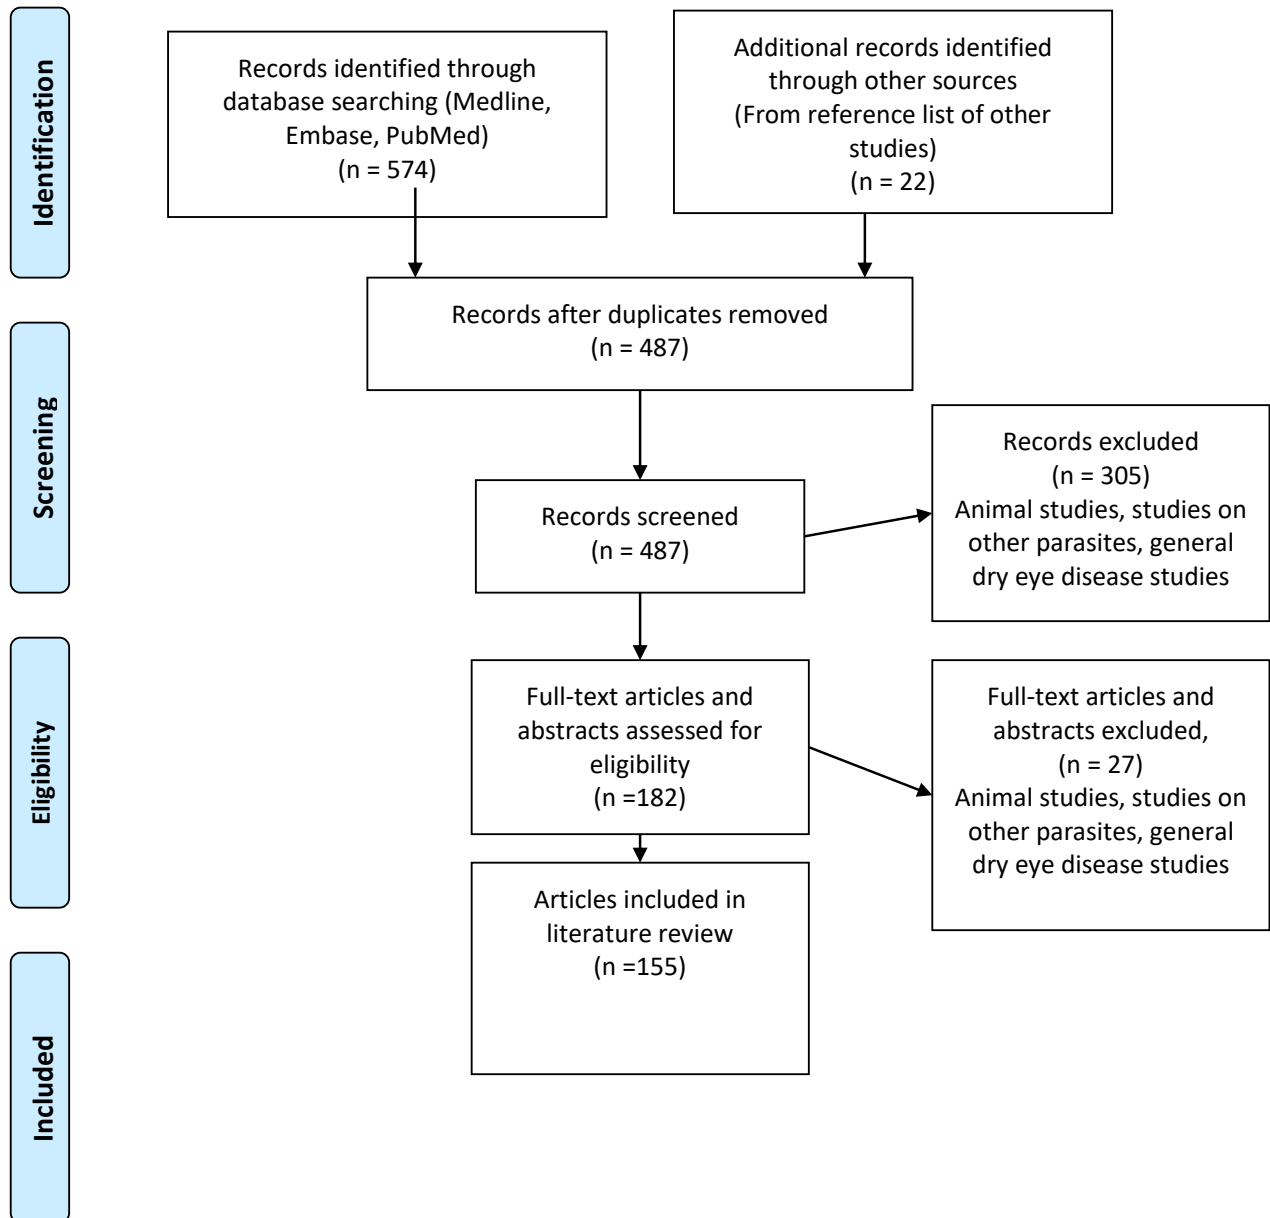 Identification
Records identified through
database searching (Medline,
Embase, PubMed)
(n = 574)
Additional records identified
through other sources
(From reference list of other
studies)
(n = 22)
Records after duplicates removed
(n = 487)
Screening
Records screened
(n = 487)
Records excluded
(n = 305)
Animal studies, studies on
other parasites, general
dry eye disease studies
Eligibility
Full-text articles and
abstracts assessed for
eligibility
(n =182)
Full-text articles and
abstracts excluded,
(n = 27)
Animal studies, studies on
other parasites, general
dry eye disease studies
Included
Articles included in
literature review
(n =155)